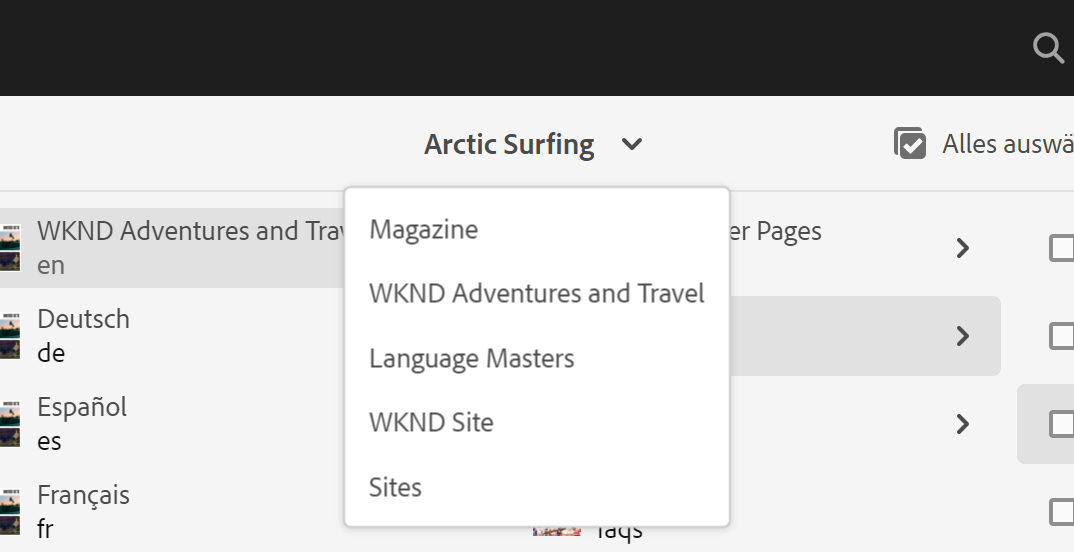 Arctic Surfing
Alles auswä
Magazine
WKND Adventures and Travel
Language Masters
WKND Site
Sites
WKND Adventures and Trav
en
Deutsch
de
Español
es
Français
fr
er Pages
faqs